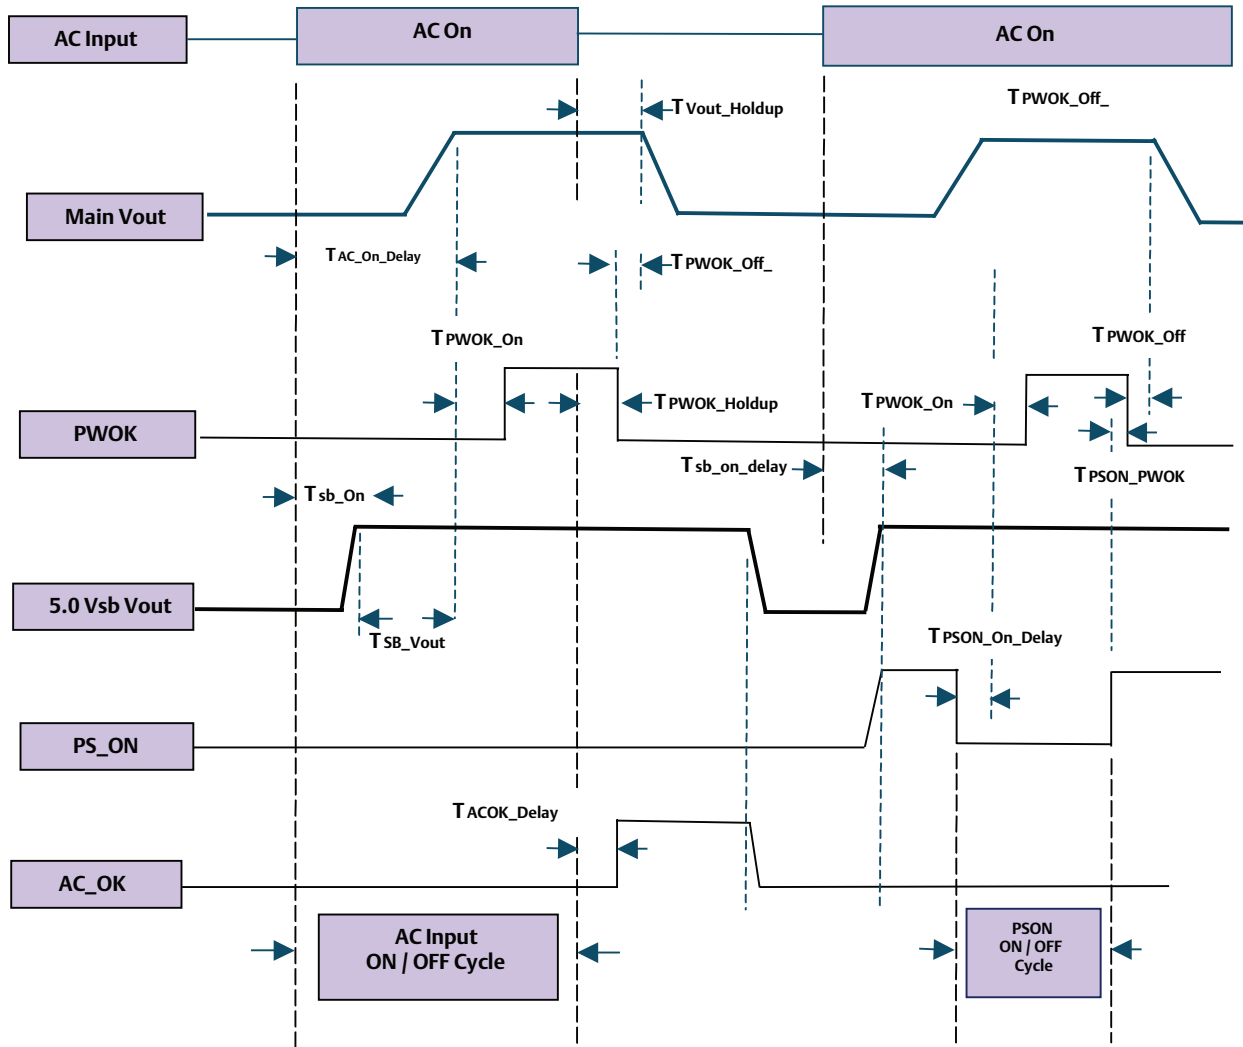 AC Input
AC On
AC On
T Vout_Holdup
T PWOK_Off_
Main Vout
T AC_On_Delay
T PWOK_Off_
T PWOK_On
T PWOK_Off
T PWOK_Holdup
T PWOK_On
PWOK
T sb_on_delay
T PSON_PWOK
T sb_On
5.0 Vsb Vout
T SB_Vout
T PSON_On_Delay
PS_ON
T ACOK_Delay
AC_OK
AC Input
ON / OFF Cycle
PSON
ON / OFF
Cycle